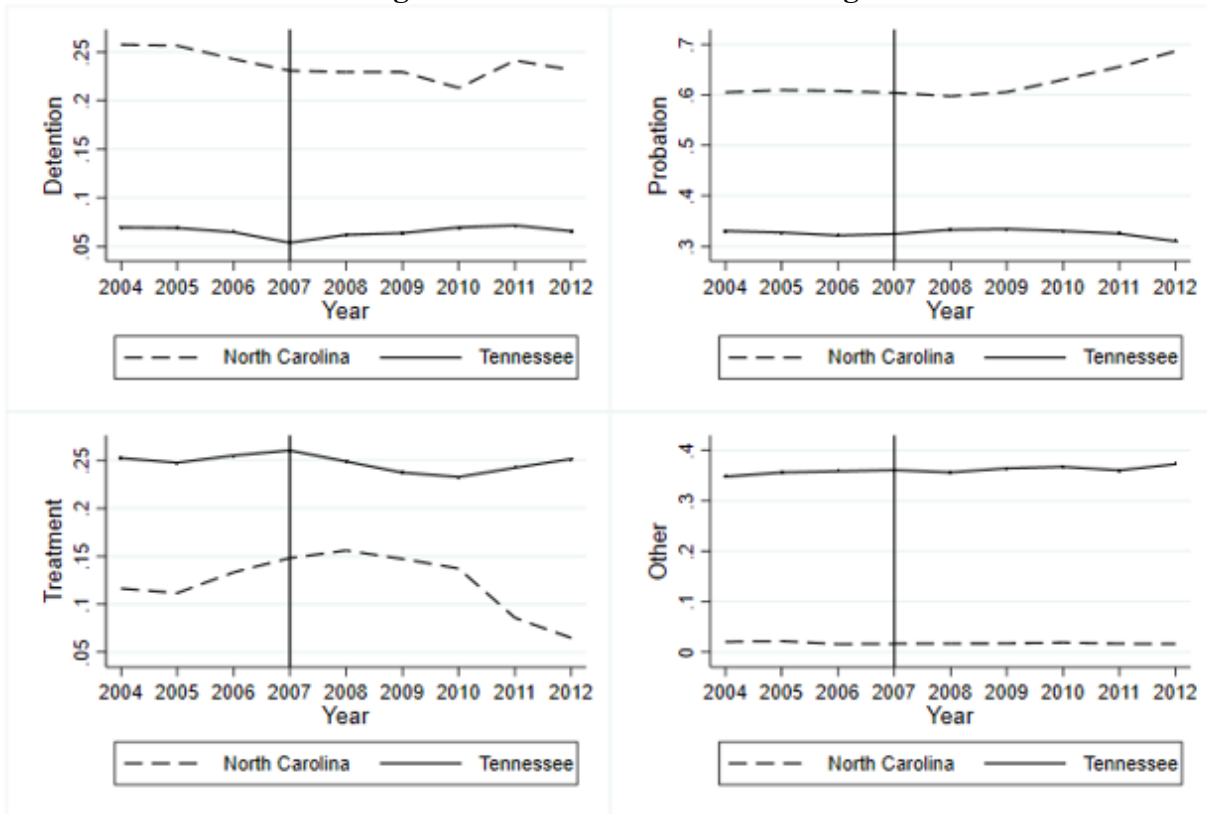 .05 .1 .15 .2 .25
Detention
2004 2005 2006 2007 2008 2009 2010 2011 2012
Year
North Carolina Tennessee
.3 .4 .5 .6 .7
Probation
2004 2005 2006 2007 2008 2009 2010 2011 2012
Year
North Carolina Tennessee
.05 .1 .15 .2 .25
Treatment
2004 2005 2006 2007 2008 2009 2010 2011 2012
Year
North Carolina Tennessee
0 .1 .2 .3 .4
Other
2004 2005 2006 2007 2008 2009 2010 2011 2012
Year
North Carolina Tennessee